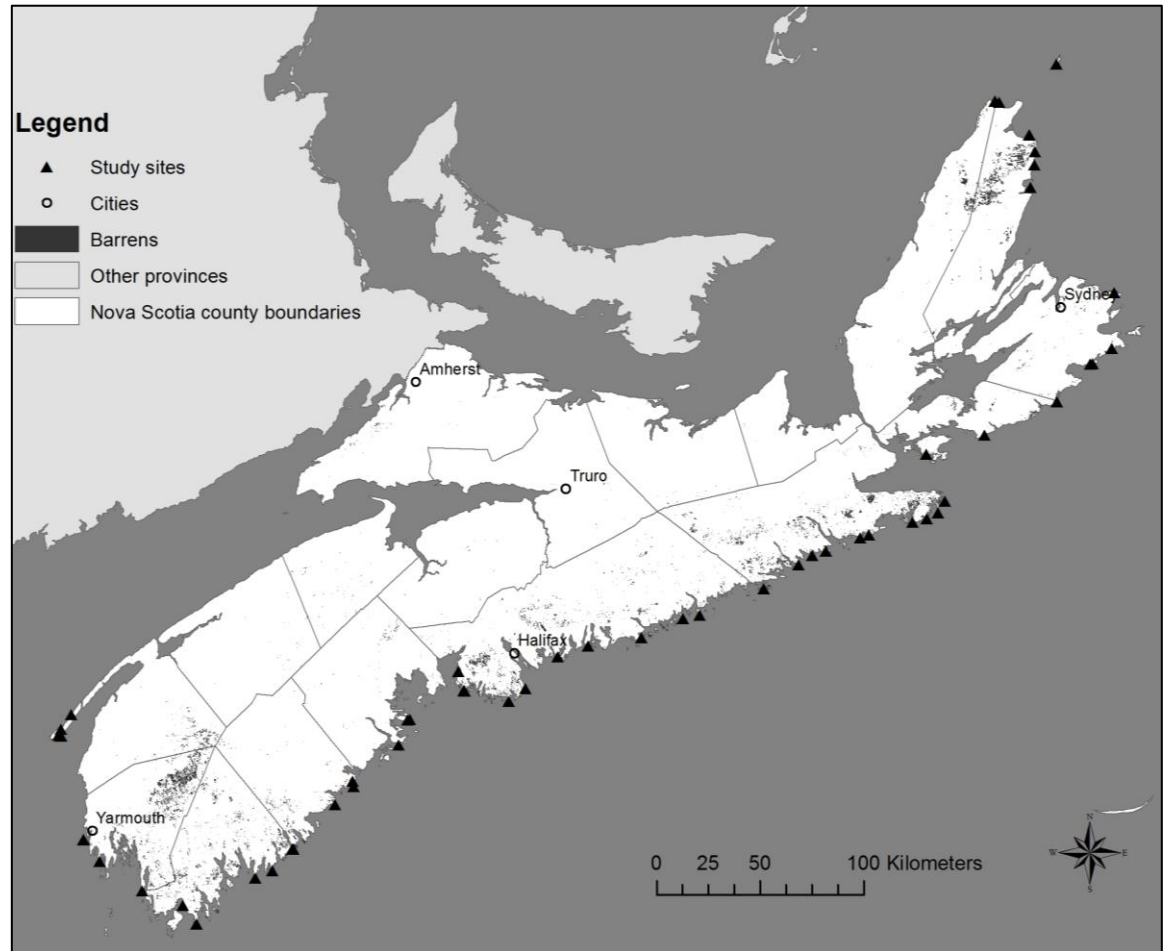 Legend
Study sites
Cities
Barrens
Other provinces
Nova Scotia county boundaries
Sydney
Amherst
Truro
Halifax
Yarmouth
N
W E
S
0 25 50 100 Kilometers